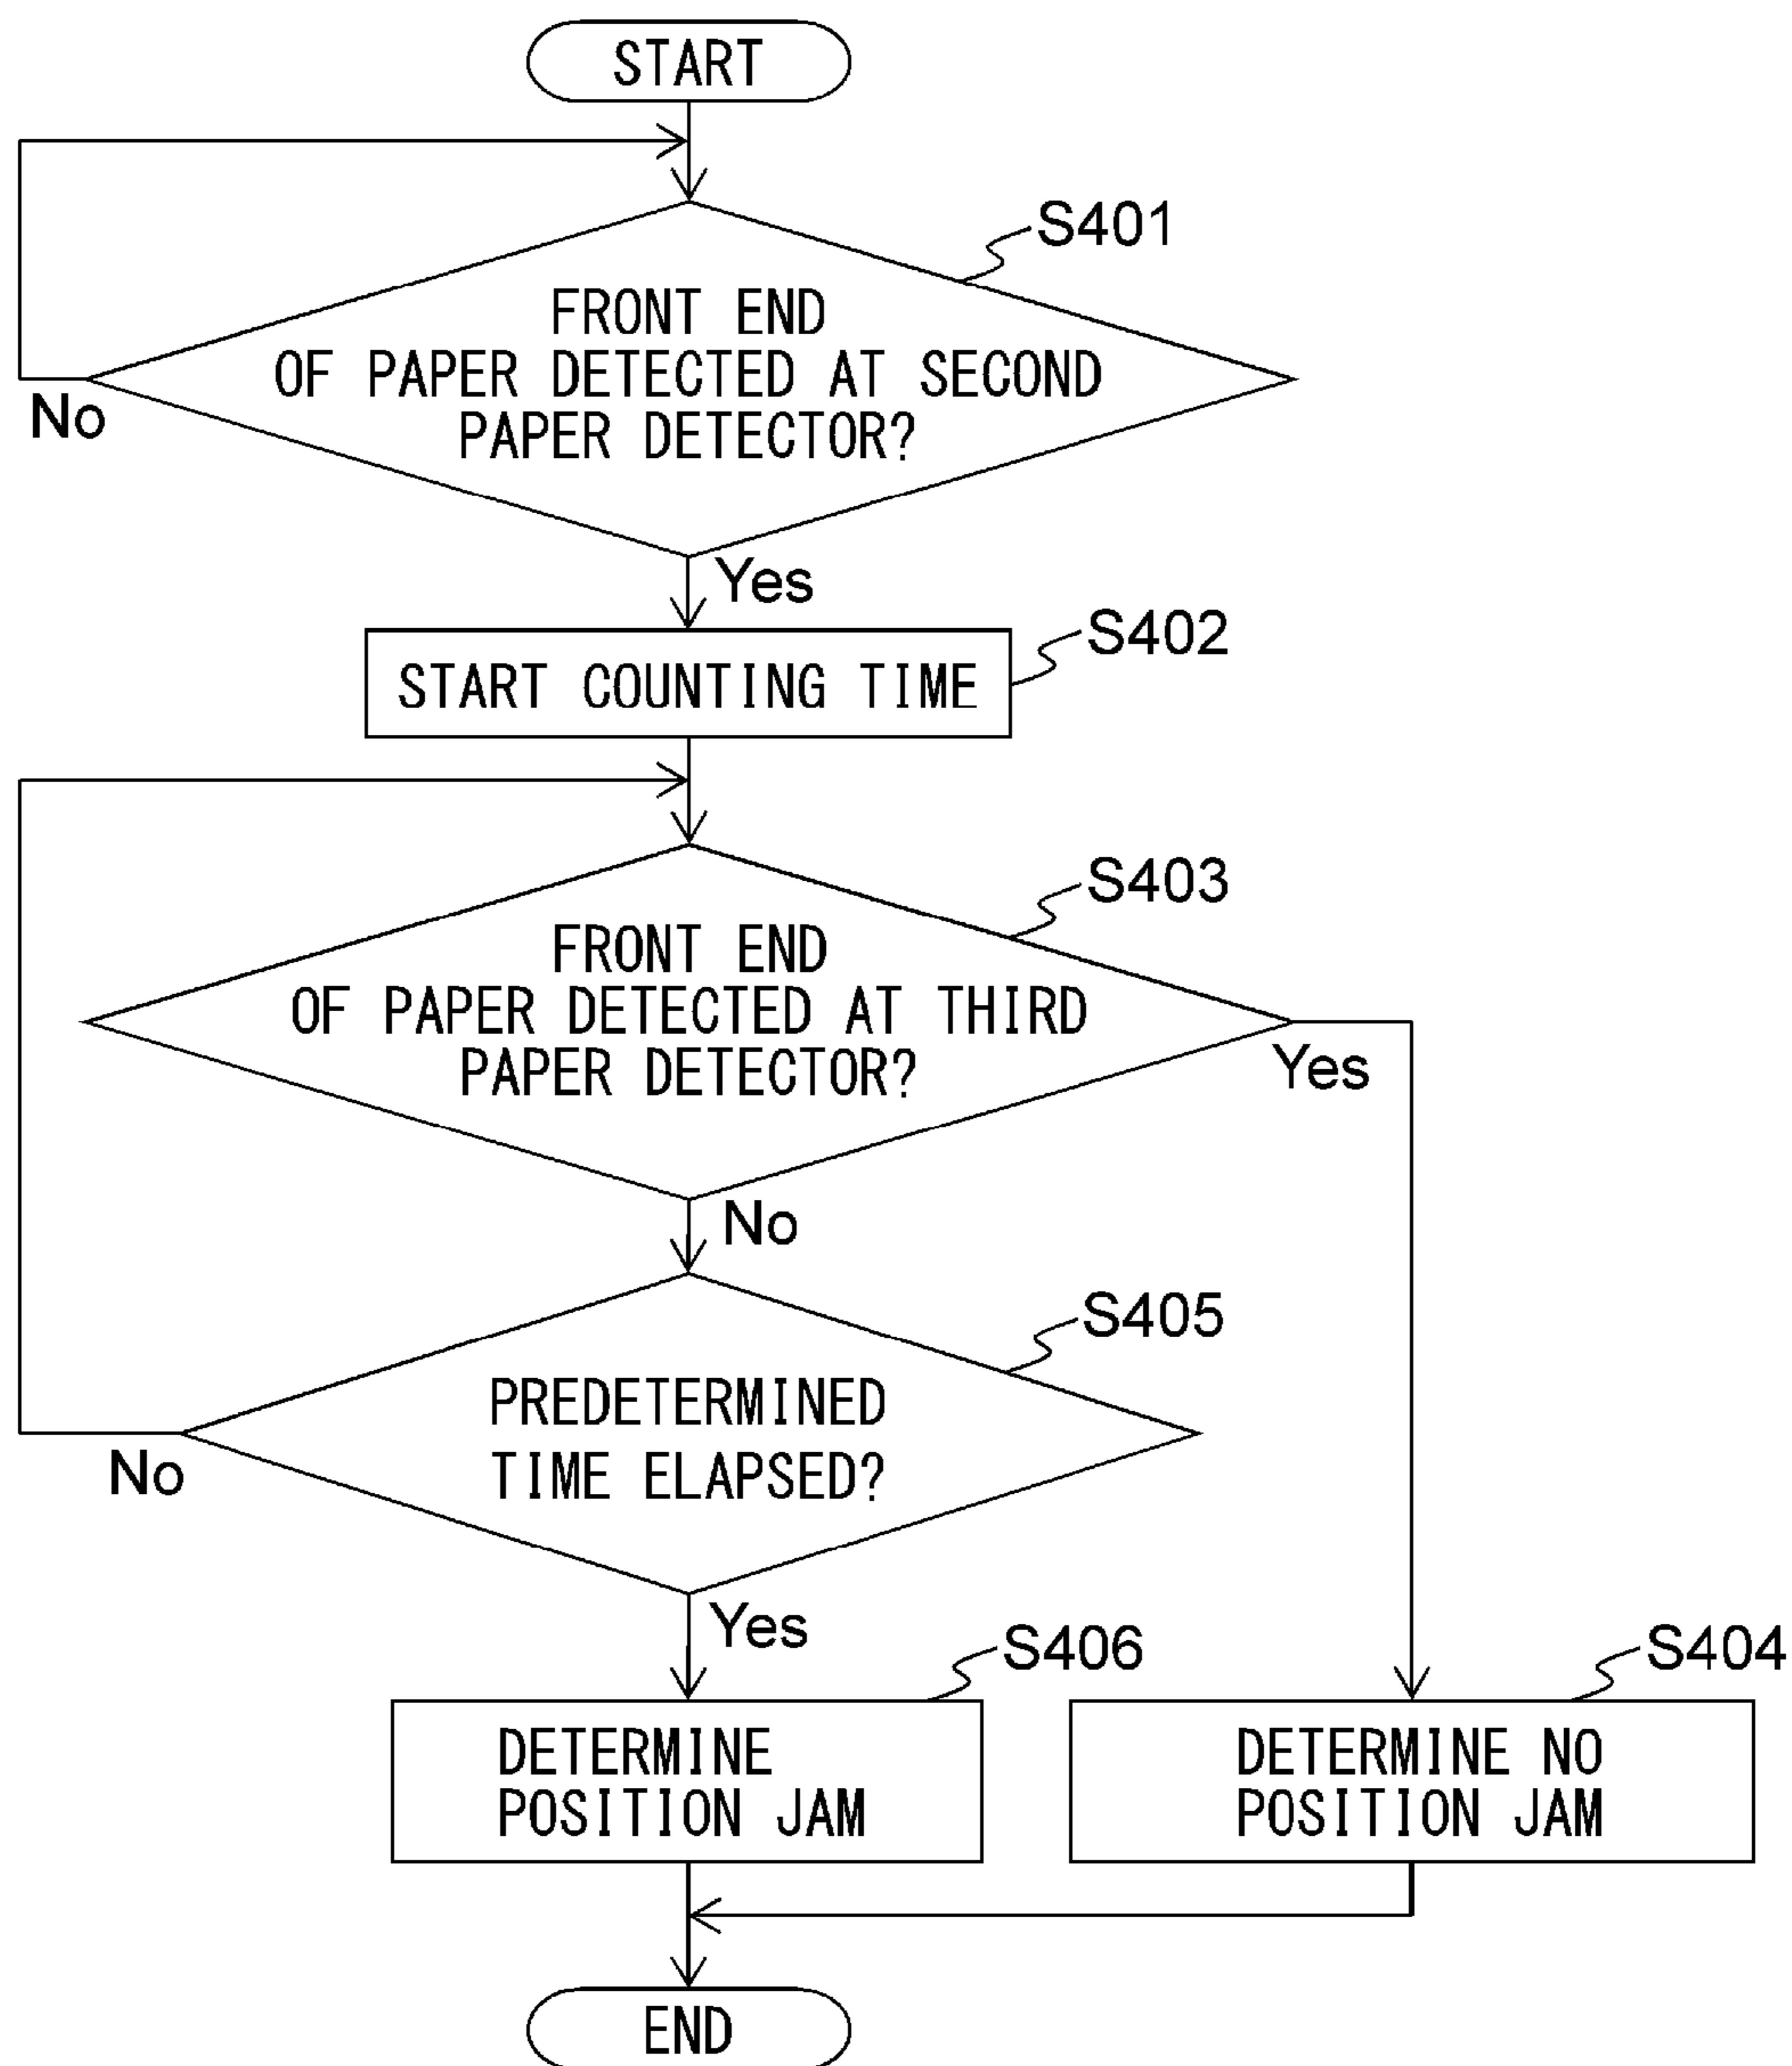 START
S401
FRONT END
OF PAPER DETECTED AT SECOND
PAPER DETECTOR?
No
Yes
S402
START COUNTING TIME
S403
FRONT END
OF PAPER DETECTED AT THIRD
PAPER DETECTOR?
Yes
No
S405
PREDETERMINED
TIME ELAPSED?
No
Yes
S406
S404
DETERMINE
POSITION JAM
DETERMINE NO
POSITION JAM
END